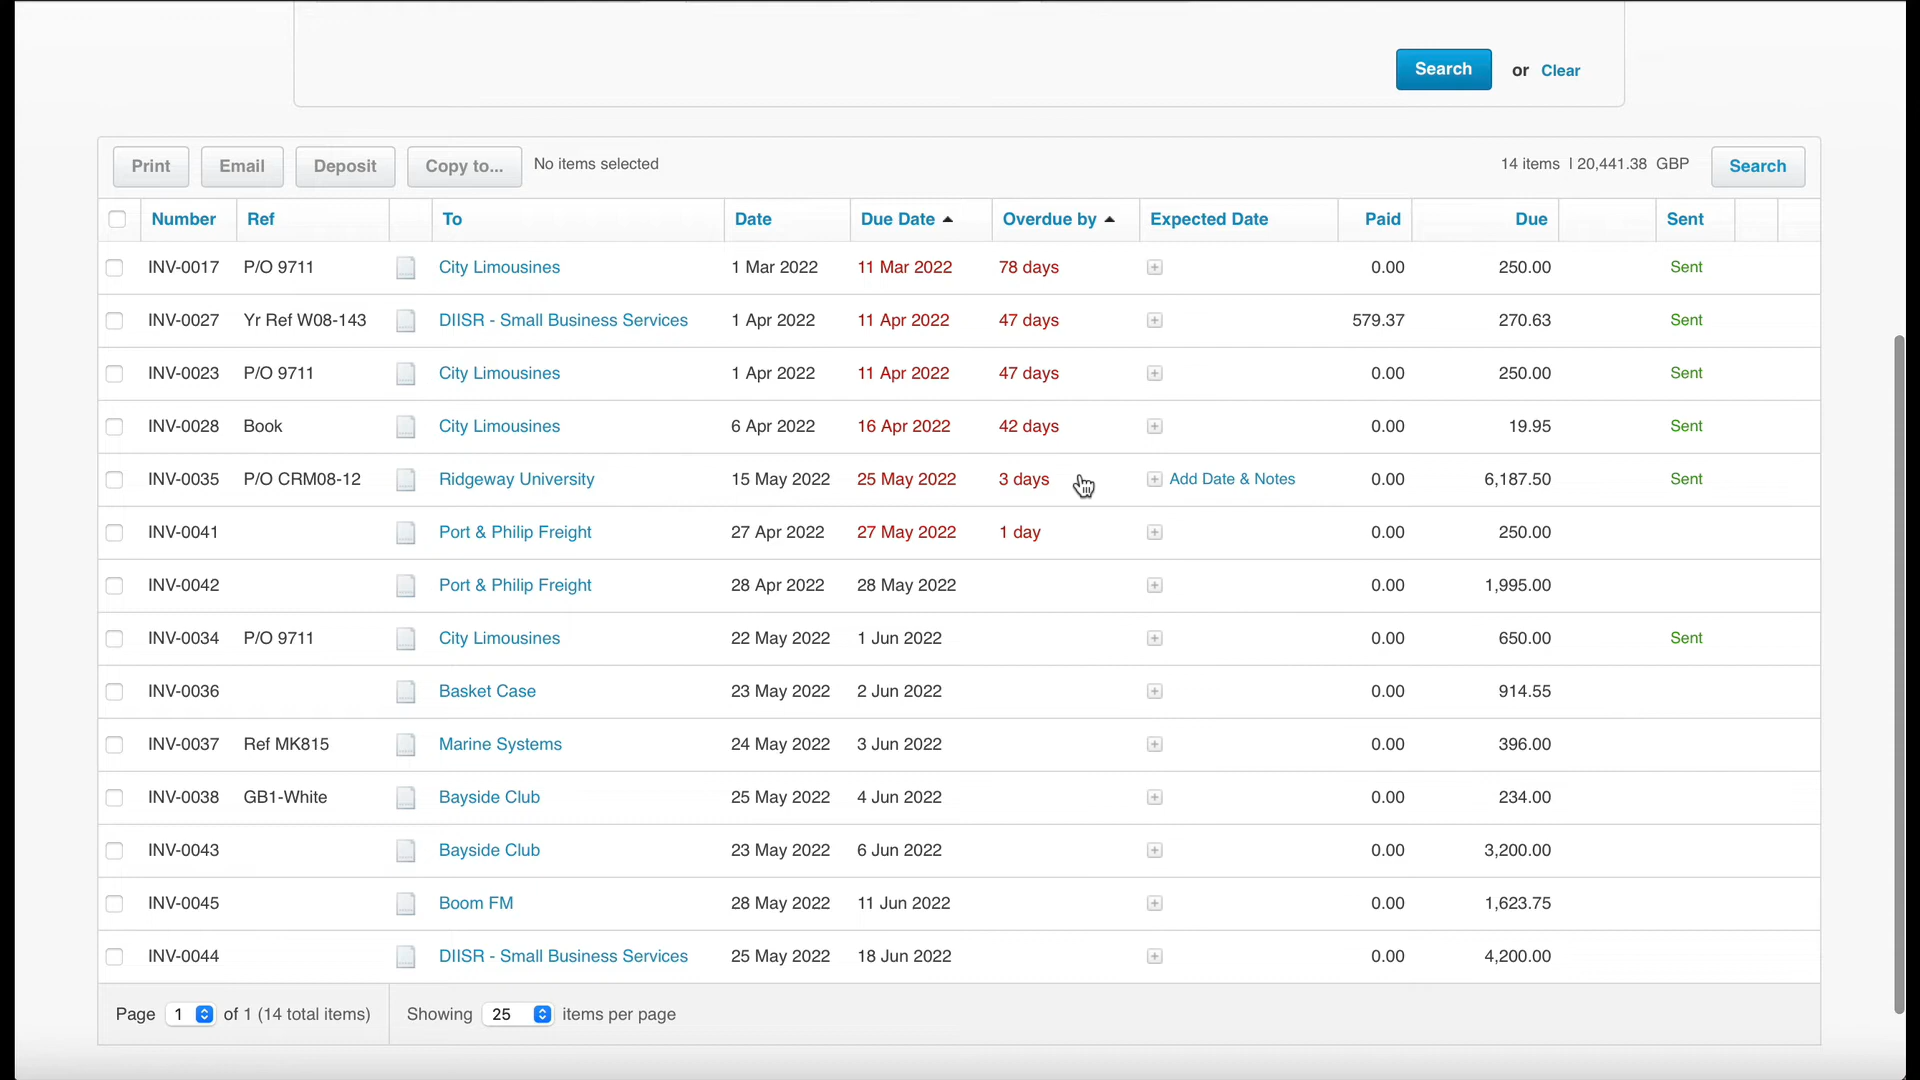 Search or Clear
Print Email Deposit Copy to... No items selected 14 items | 20,441.38 GBP Search
Number Ref To Date Due Date Overdue by Expected Date Paid Due Sent
INV-0017 P/O 9711 City Limousines 1 Mar 2022 11 Mar 2022 78 days 0.00 250.00 Sent
INV-0027 Yr Ref W08-143 DIISR - Small Business Services 1 Apr 2022 11 Apr 2022 47 days 579.37 270.63 Sent
INV-0023 P/O 9711 City Limousines 1 Apr 2022 11 Apr 2022 47 days 0.00 250.00 Sent
INV-0028 Book City Limousines 6 Apr 2022 16 Apr 2022 42 days 0.00 19.95 Sent
INV-0035 P/O CRM08-12 Ridgeway University 15 May 2022 25 May 2022 3 days Add Date & Notes 0.00 6,187.50 Sent
INV-0041 Port & Philip Freight 27 Apr 2022 27 May 2022 1 day 0.00 250.00
INV-0042 Port & Philip Freight 28 Apr 2022 28 May 2022 0.00 1,995.00
INV-0034 P/O 9711 City Limousines 22 May 2022 1 Jun 2022 0.00 650.00 Sent
INV-0036 Basket Case 23 May 2022 2 Jun 2022 0.00 914.55
INV-0037 Ref MK815 Marine Systems 24 May 2022 3 Jun 2022 0.00 396.00
INV-0038 GB1-White Bayside Club 25 May 2022 4 Jun 2022 0.00 234.00
INV-0043 Bayside Club 23 May 2022 6 Jun 2022 0.00 3,200.00
INV-0045 Boom FM 28 May 2022 11 Jun 2022 0.00 1,623.75
INV-0044 DIISR - Small Business Services 25 May 2022 18 Jun 2022 0.00 4,200.00
Page 1 of 1 (14 total items) Showing 25 items per page